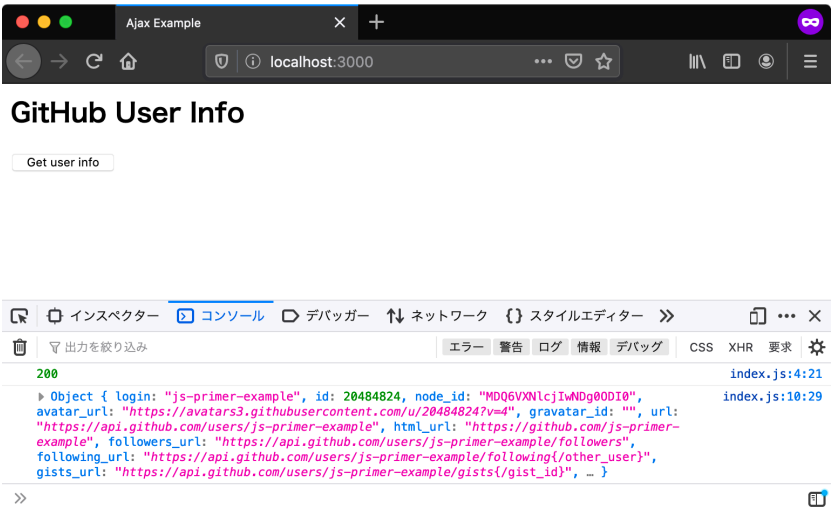 Ajax Example
localhost:3000
GitHub User Info
Get user info
インスペクター コンソール デバッガー ネットワーク スタイルエディター
出力を絞り込み エラー 警告 ログ 情報 デバッグ CSS XHR 要求
200 index.js:4:21
Object { login: "js-primer-example", id: 20484824, node_id: "MDQ6VXNlcjIwNDg0ODI0", index.js:10:29
avatar_url: "https://avatars3.githubusercontent.com/u/20484824?v=4", gravatar_id: "", url:
"https://api.github.com/users/js-primer-example", html_url: "https://github.com/js-primer-
example", followers_url: "https://api.github.com/users/js-primer-example/followers",
following_url: "https://api.github.com/users/js-primer-example/following{/other_user}",
gists_url: "https://api.github.com/users/js-primer-example/gists{/gist_id}", … }